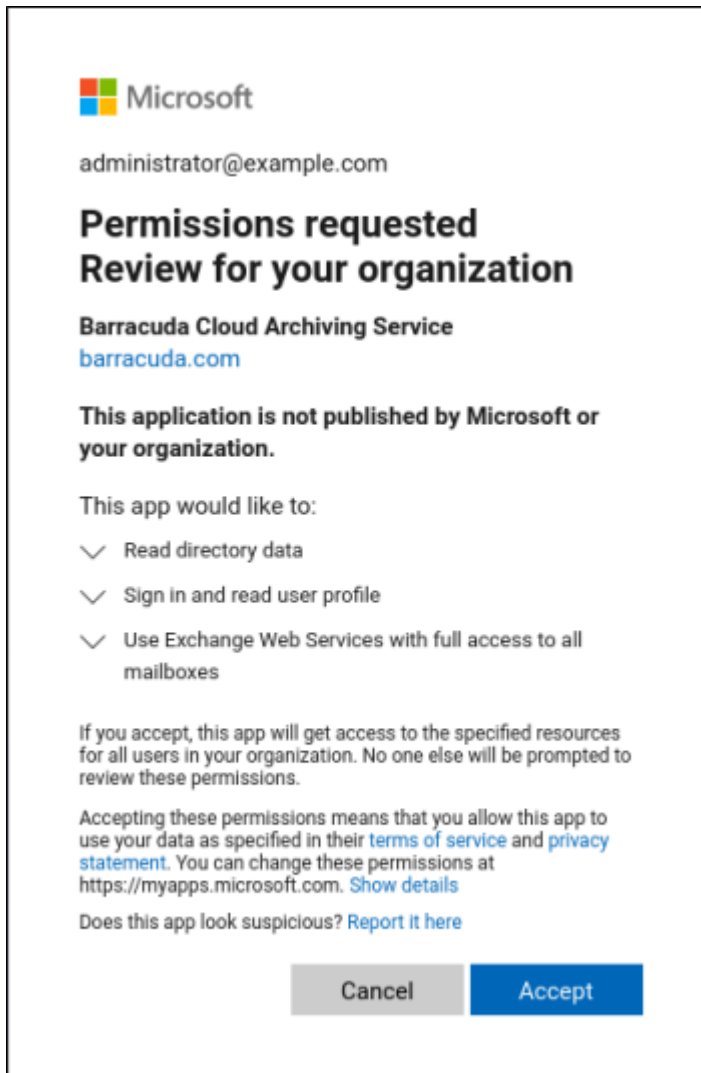 Microsoft
administrator@example.com
Permissions requested
Review for your organization
Barracuda Cloud Archiving Service
barracuda.com
This application is not published by Microsoft or
your organization.
This app would like to:
Read directory data
Sign in and read user profile
Use Exchange Web Services with full access to all
mailboxes
If you accept, this app will get access to the specified resources
for all users in your organization. No one else will be prompted to
review these permissions.
Accepting these permissions means that you allow this app to
use your data as specified in their terms of service and privacy
statement. You can change these permissions at
https://myapps.microsoft.com. Show details
Does this app look suspicious? Report it here
Cancel Accept